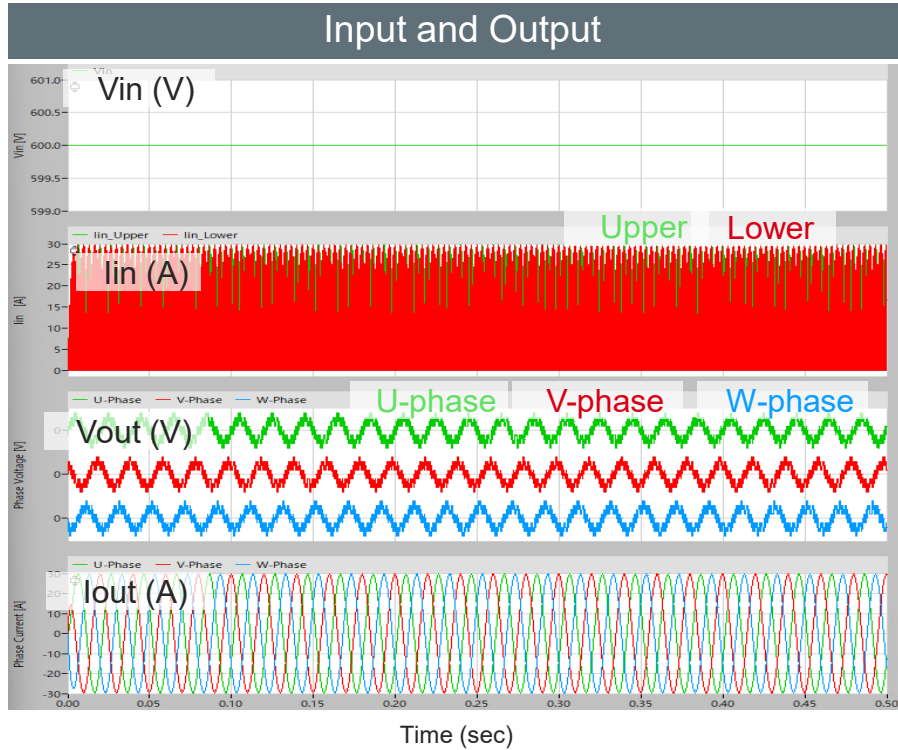 Input and Output
Vin
Vin (V)
601.0
600.5
600.0
599.5
599.0
Vin [V]
Iin_Upper Iin_Lower
Upper Lower
Iin (A)
30
25
20
15
10
5
0
Iin [A]
U-Phase V-Phase W-Phase
U-phase V-phase W-phase
Vout (V)
0
0
0
Phase Voltage [V]
U-Phase V-Phase W-Phase
Iout (A)
30
20
10
0
-10
-20
-30
Phase Current [A]
0.00 0.05 0.10 0.15 0.20 0.25 0.30 0.35 0.40 0.45 0.50
Time (sec)